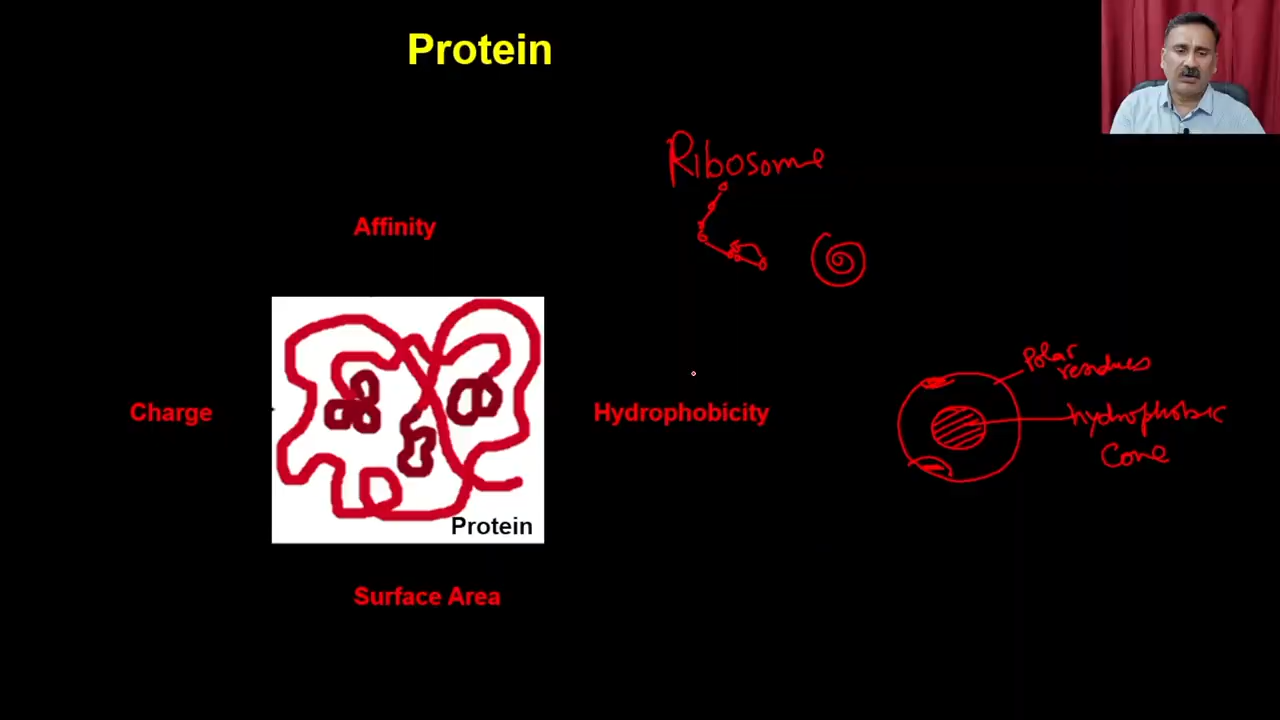 Protein
Ribosome
Affinity
Polar
residues
Charge
Hydrophobicity
hydrophobic
Core
Protein
Surface Area